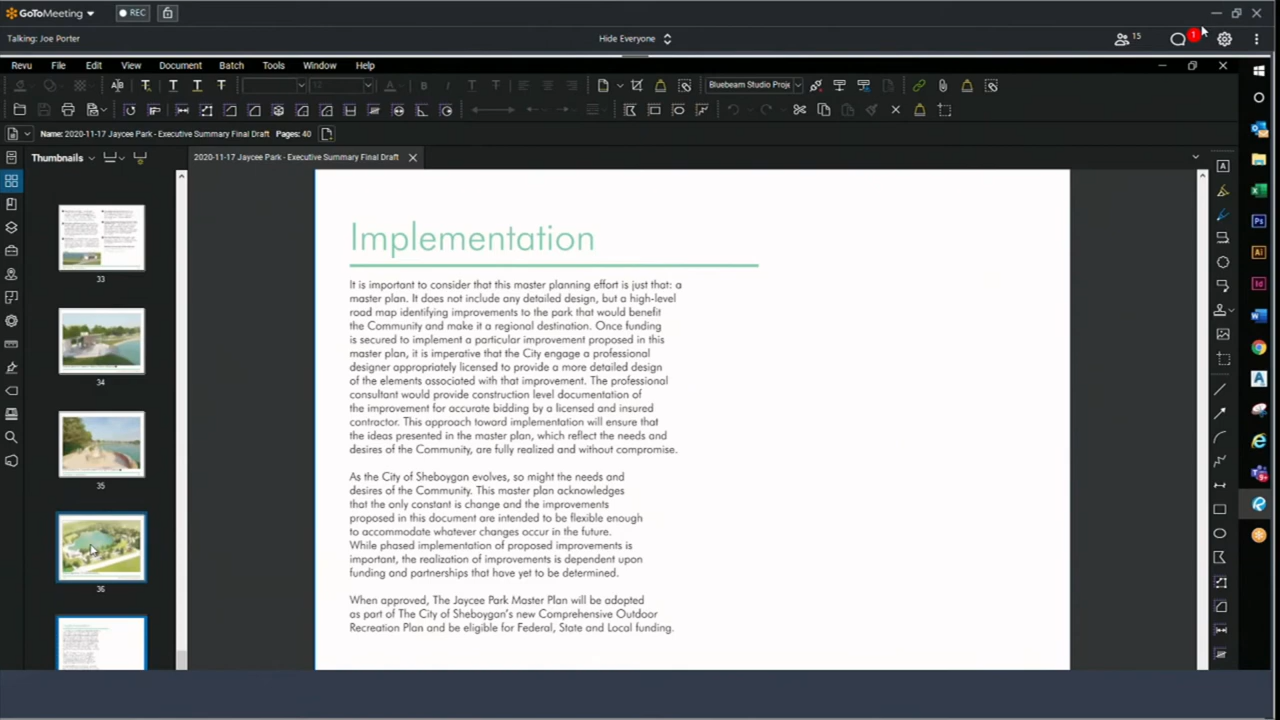 GoToMeeting
REC
Talking: Joe Porter
Hide Everyone
15
1
Revu File Edit View Document Batch Tools Window Help
12
Bluebeam Studio Proje
Name: 2020-11-17 Jaycee Park - Executive Summary Final Draft Pages: 40
Thumbnails
2020-11-17 Jaycee Park - Executive Summary Final Draft
33
34
35
36
Implementation
It is important to consider that this master planning effort is just that: a
master plan. It does not include any detailed design, but a high-level
road map identifying improvements to the park that would benefit
the Community and make it a regional destination. Once funding
is secured to implement a particular improvement proposed in this
master plan, it is imperative that the City engage a professional
designer appropriately licensed to provide a more detailed design
of the elements associated with that improvement. The professional
consultant would provide construction level documentation of
the improvement for accurate bidding by a licensed and insured
contractor. This approach toward implementation will ensure that
the ideas presented in the master plan, which reflect the needs and
desires of the Community, are fully realized and without compromise.
As the City of Sheboygan evolves, so might the needs and
desires of the Community. This master plan acknowledges
that the only constant is change and the improvements
proposed in this document are intended to be flexible enough
to accommodate whatever changes occur in the future.
While phased implementation of proposed improvements is
important, the realization of improvements is dependent upon
funding and partnerships that have yet to be determined.
When approved, The Jaycee Park Master Plan will be adopted
as part of The City of Sheboygan's new Comprehensive Outdoor
Recreation Plan and be eligible for Federal, State and Local funding.